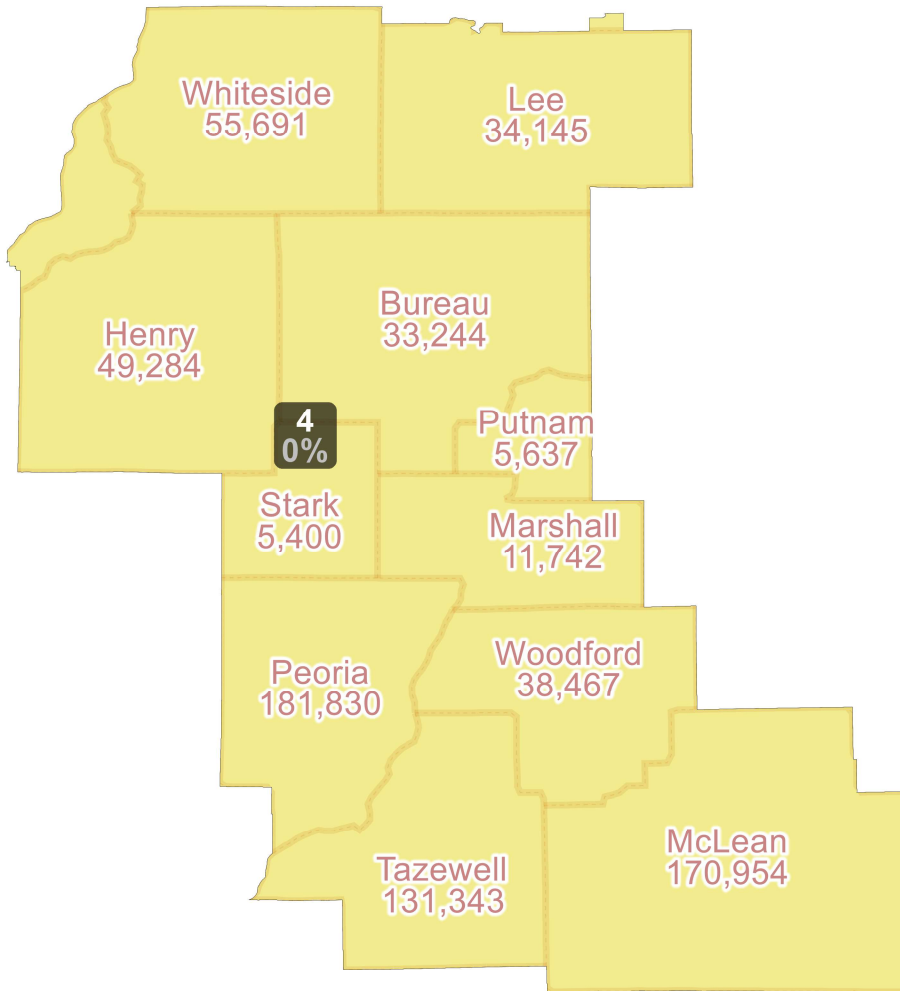 Whiteside
55,691
Lee
34,145
Bureau
33,244
Henry
49,284
Putnam
5,637
4
0%
Stark
5,400
Marshall
11,742
Woodford
38,467
Peoria
181,830
McLean
170,954
Tazewell
131,343